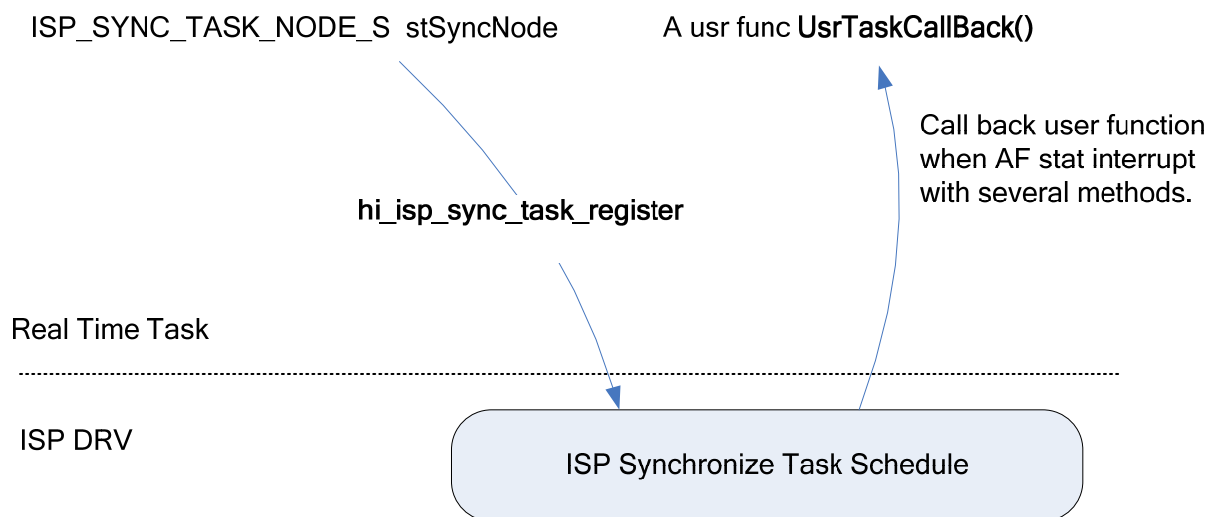 ISP_SYNC_TASK_NODE_S stSyncNode
A usr func UsrTaskCallBack()
Call back user function
when AF stat interrupt
with several methods.
hi_isp_sync_task_register
Real Time Task
ISP DRV
ISP Synchronize Task Schedule